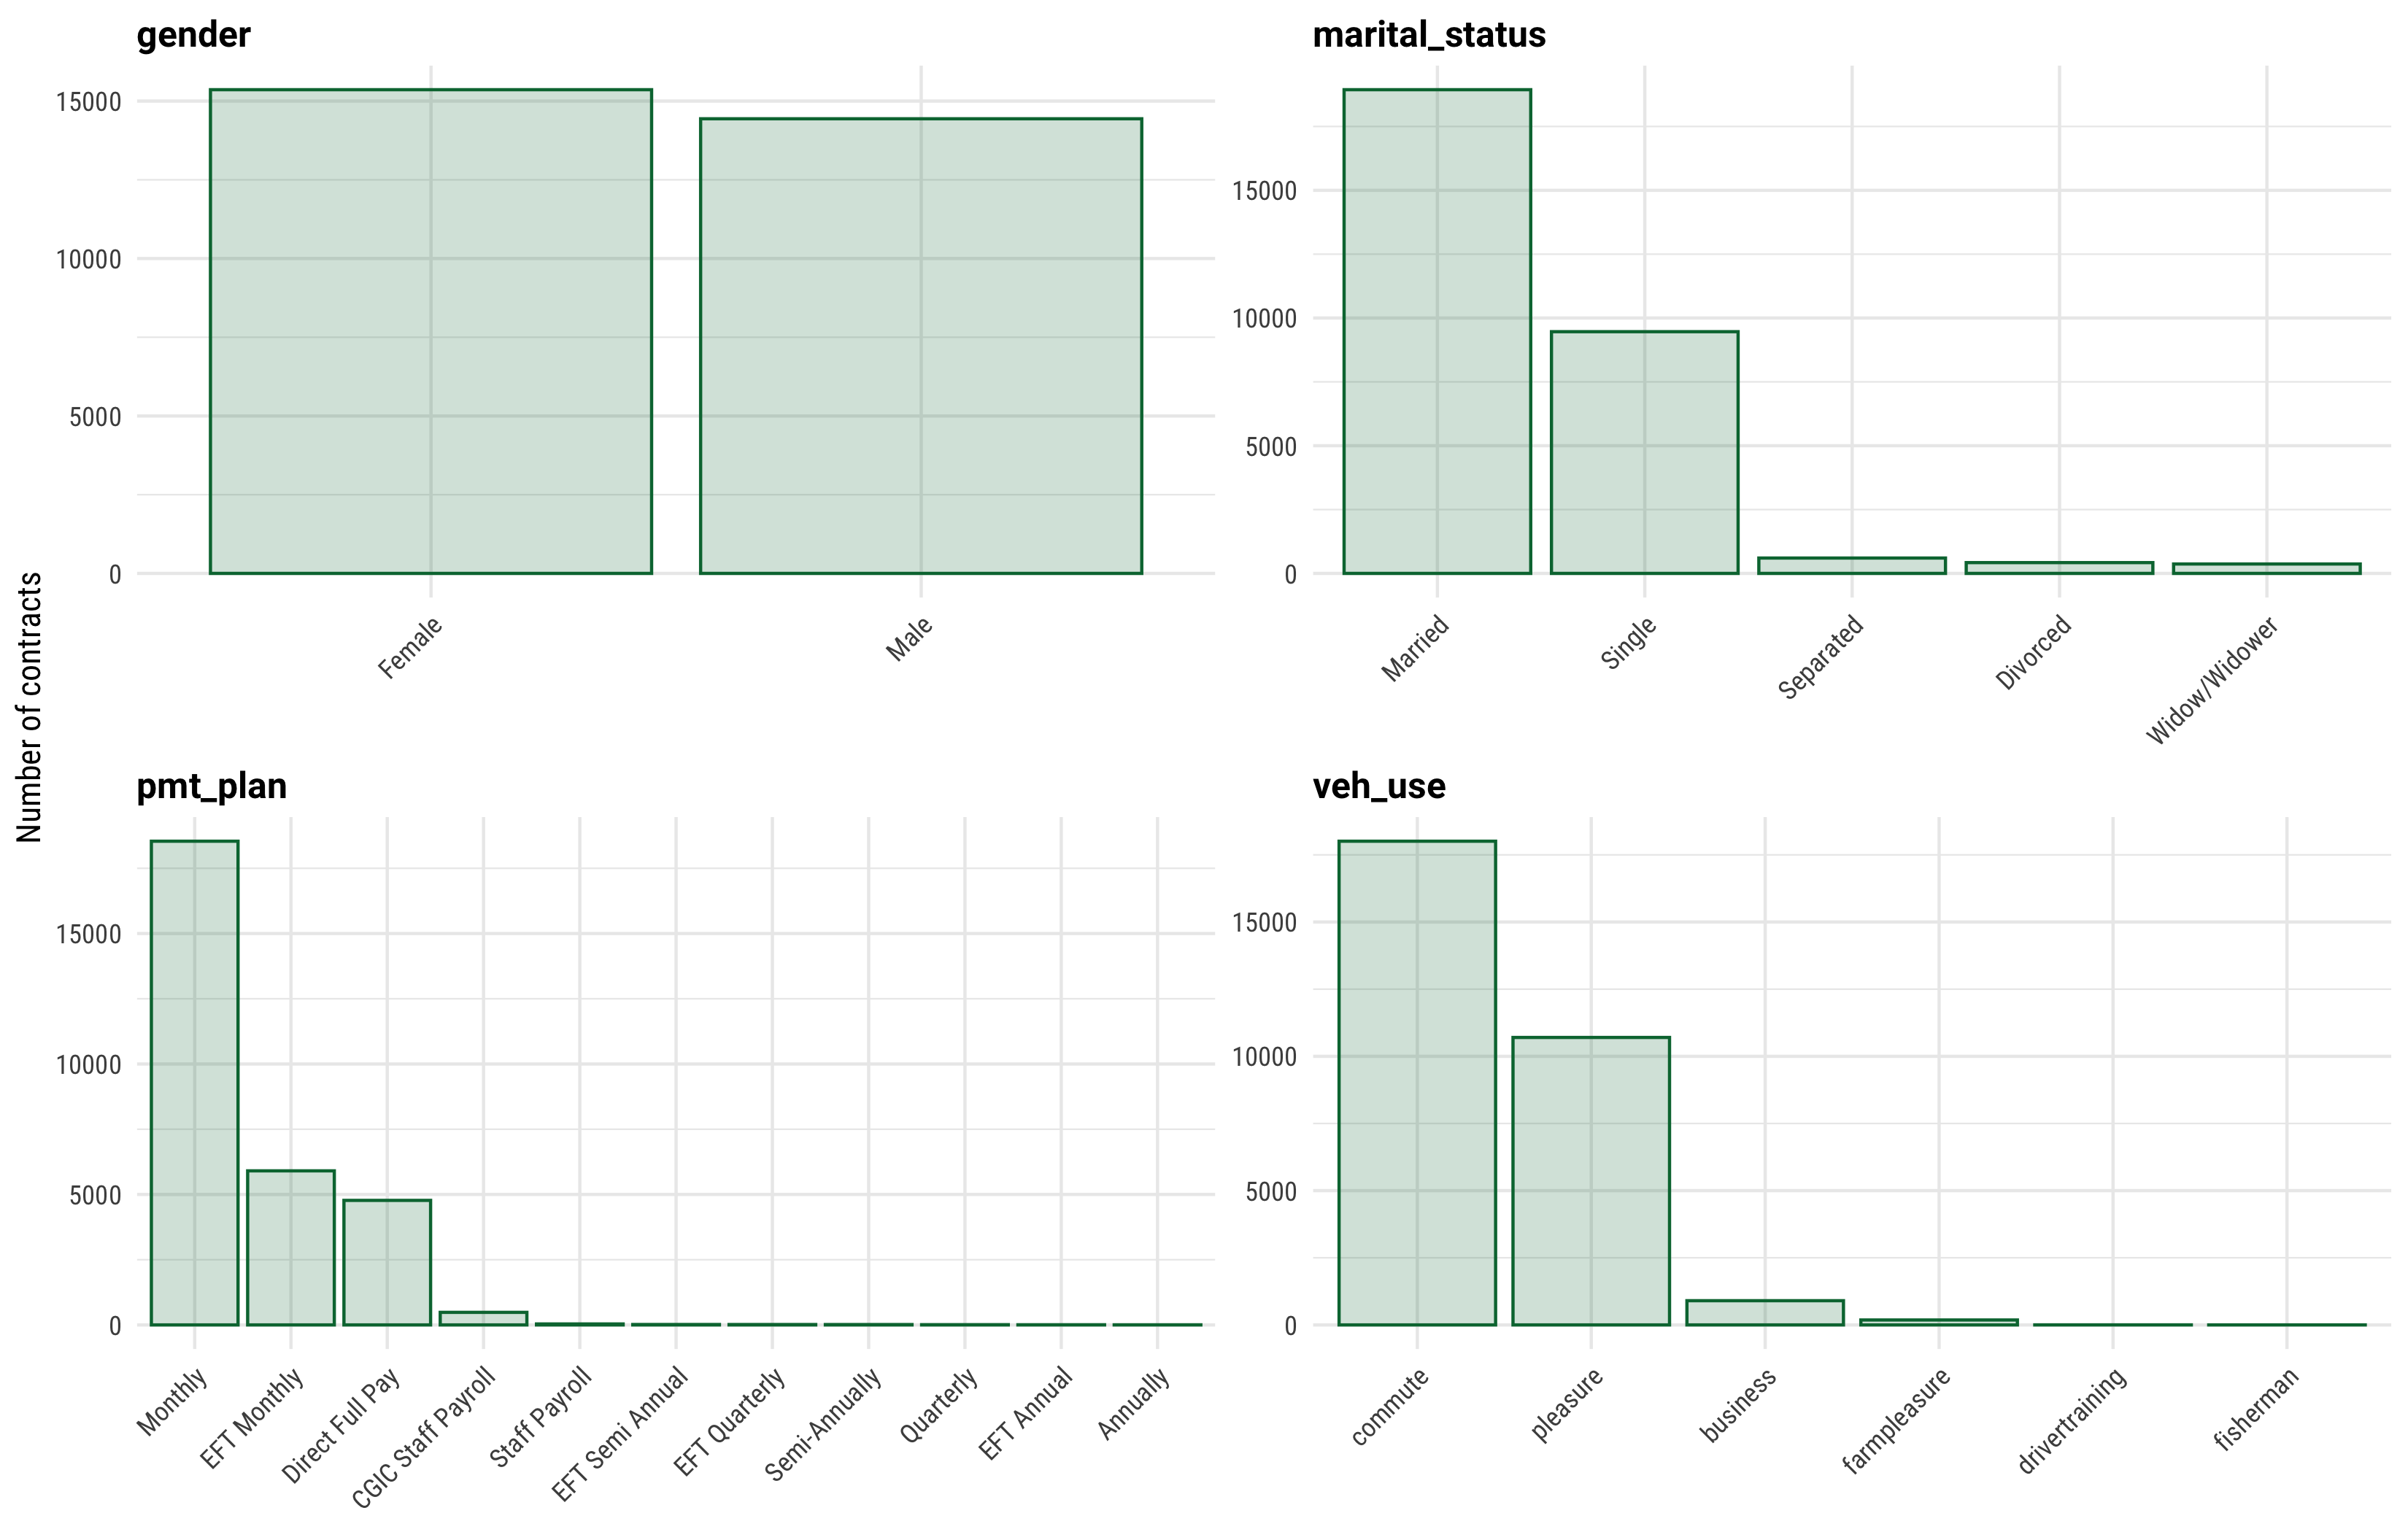 Number of contracts
gender
15000
10000
5000
0
Female
Male
marital_status
15000
10000
5000
0
Married
Single
Separated
Divorced
Widow/Widower
pmt_plan
15000
10000
5000
0
Monthly
EFT Monthly
Direct Full Pay
CGIC Staff Payroll
Staff Payroll
EFT Semi Annual
EFT Quarterly
Semi-Annually
Quarterly
EFT Annual
Annually
veh_use
15000
10000
5000
0
commute
pleasure
business
farmpleasure
drivertraining
fisherman